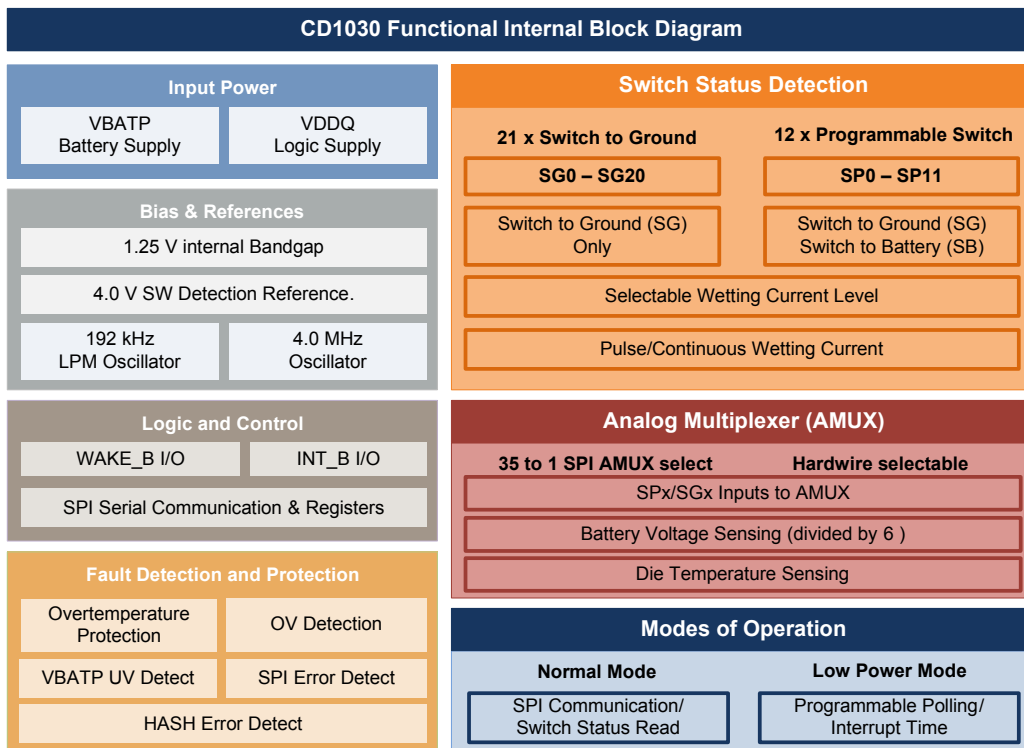 CD1030 Functional Internal Block Diagram
Input Power
VBATP
Battery Supply
VDDQ
Logic Supply
Bias & References
1.25 V internal Bandgap
4.0 V SW Detection Reference.
192 kHz
LPM Oscillator
4.0 MHz
Oscillator
Logic and Control
WAKE_B I/O
INT_B I/O
SPI Serial Communication & Registers
Fault Detection and Protection
Overtemperature
Protection
OV Detection
VBATP UV Detect
SPI Error Detect
HASH Error Detect
Switch Status Detection
21 x Switch to Ground
12 x Programmable Switch
SG0 – SG20
SP0 – SP11
Switch to Ground (SG)
Only
Switch to Ground (SG)
Switch to Battery (SB)
Selectable Wetting Current Level
Pulse/Continuous Wetting Current
Analog Multiplexer (AMUX)
35 to 1 SPI AMUX select
Hardwire selectable
SPx/SGx Inputs to AMUX
Battery Voltage Sensing (divided by 6 )
Die Temperature Sensing
Modes of Operation
Normal Mode
Low Power Mode
SPI Communication/
Switch Status Read
Programmable Polling/
Interrupt Time